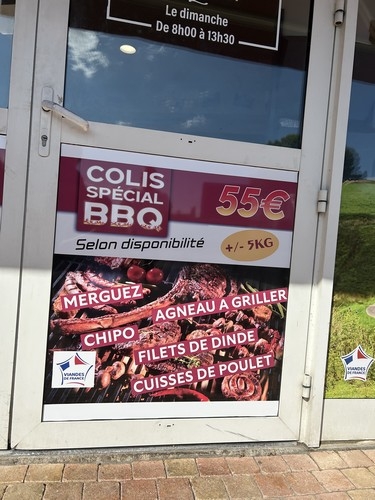 Le dimanche
De 8h00 à 13h30
COLIS
SPÉCIAL
BBQ
55€
Selon disponibilité
+/- 5KG
MERGUEZ
AGNEAU A GRILLER
CHIPO
FILETS DE DINDE
CUISSES DE POULET
VIANDES
DE FRANCE
VIANDES
DE FRANCE